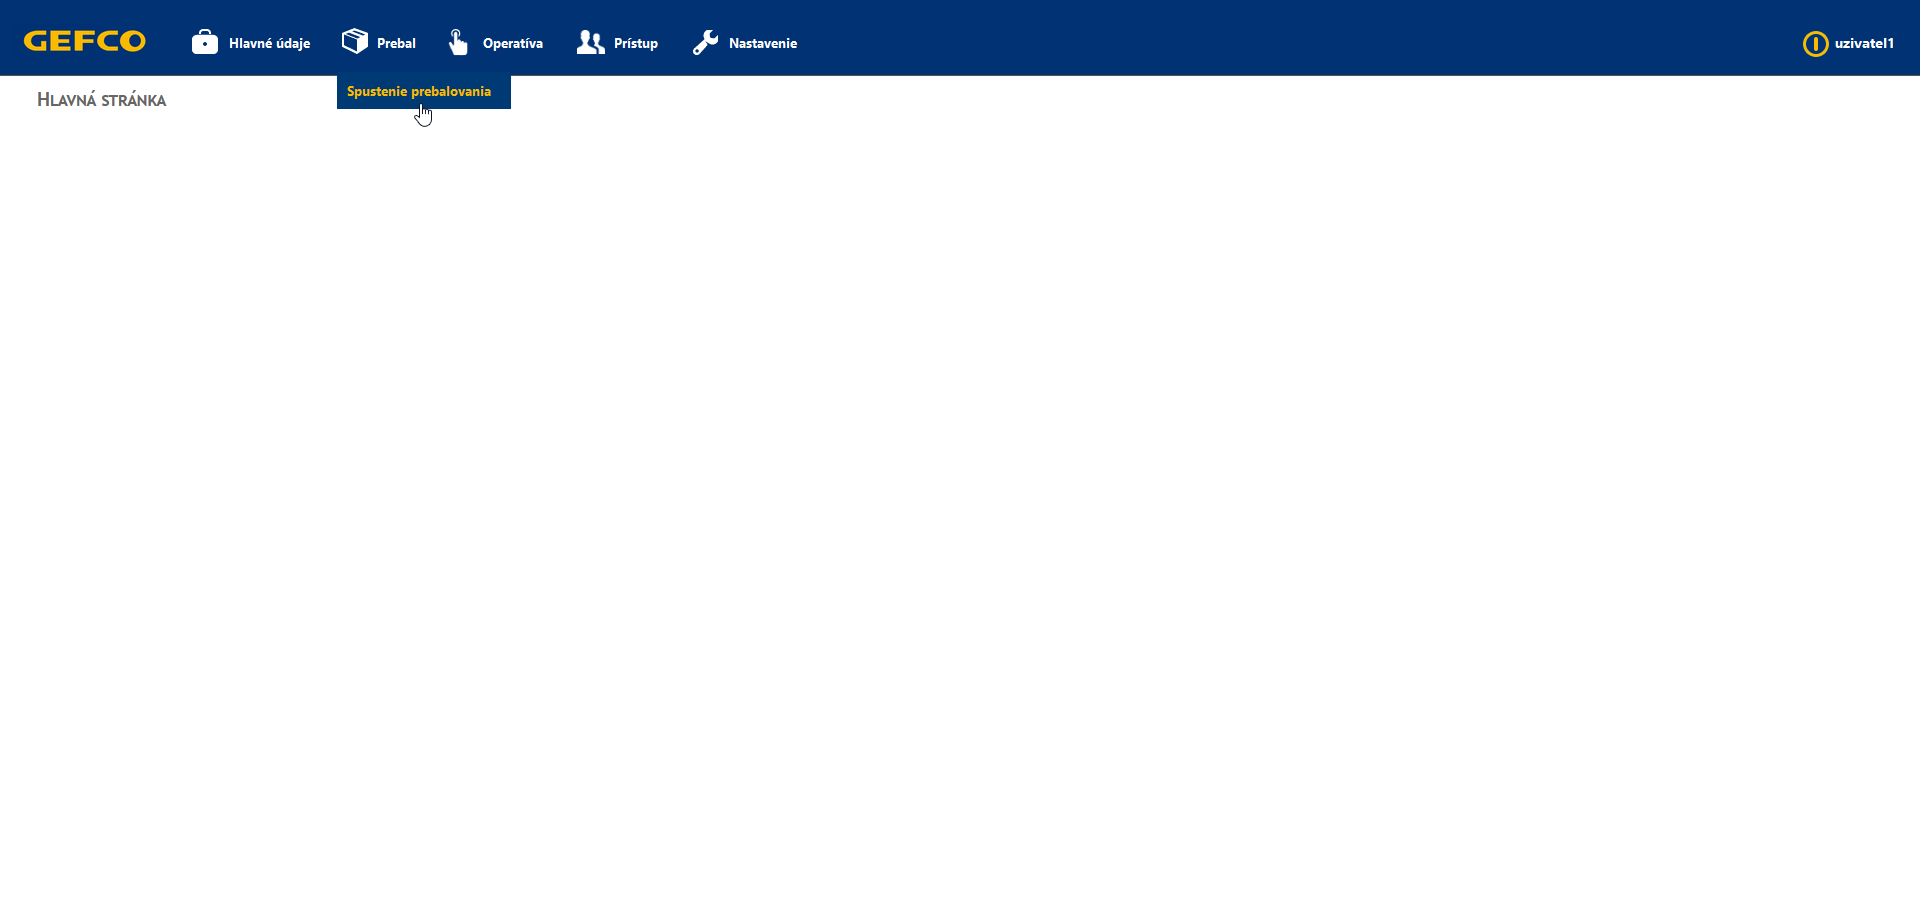 GEFCO Hlavné údaje Prebal Operatíva Prístup Nastavenie uzivatel1
Spustenie prebalovania
Hlavná stránka